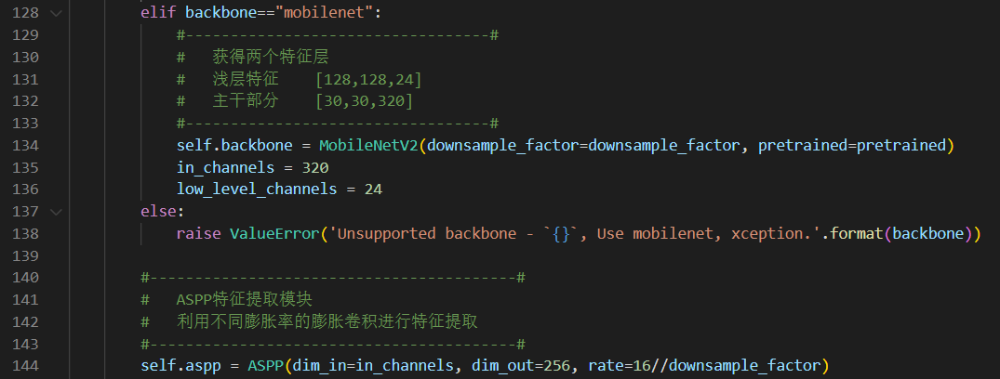 128 elif backbone=="mobilenet":
129 #----------------------------------#
130 #   获得两个特征层
131 #   浅层特征    [128,128,24]
132 #   主干部分    [30,30,320]
133 #----------------------------------#
134 self.backbone = MobileNetV2(downsample_factor=downsample_factor, pretrained=pretrained)
135 in_channels = 320
136 low_level_channels = 24
137 else:
138 raise ValueError('Unsupported backbone - `{}`, Use mobilenet, xception.'.format(backbone))
139
140 #-----------------------------------------#
141 #   ASPP特征提取模块
142 #   利用不同膨胀率的膨胀卷积进行特征提取
143 #-----------------------------------------#
144 self.aspp = ASPP(dim_in=in_channels, dim_out=256, rate=16//downsample_factor)